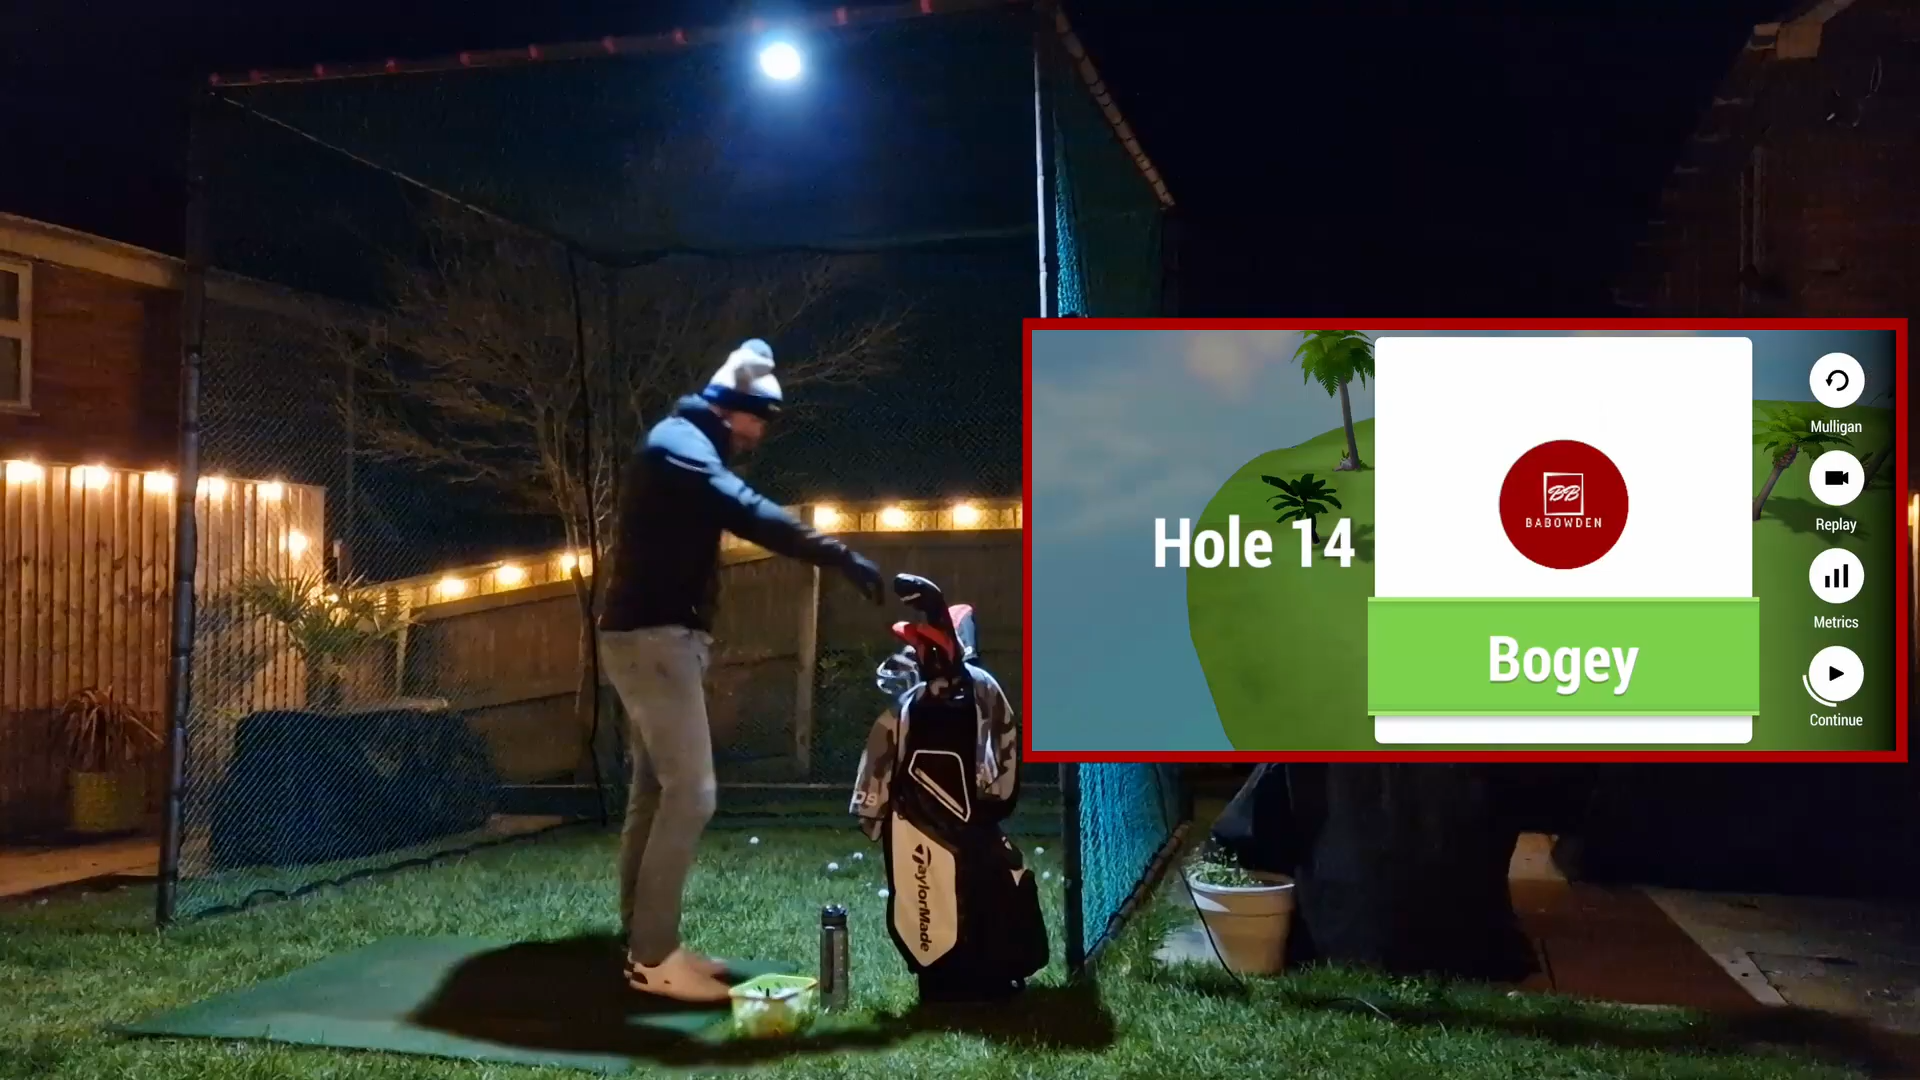 Hole 14
BB
BABOWDEN
Bogey
Mulligan
Replay
Metrics
Continue
TaylorMade